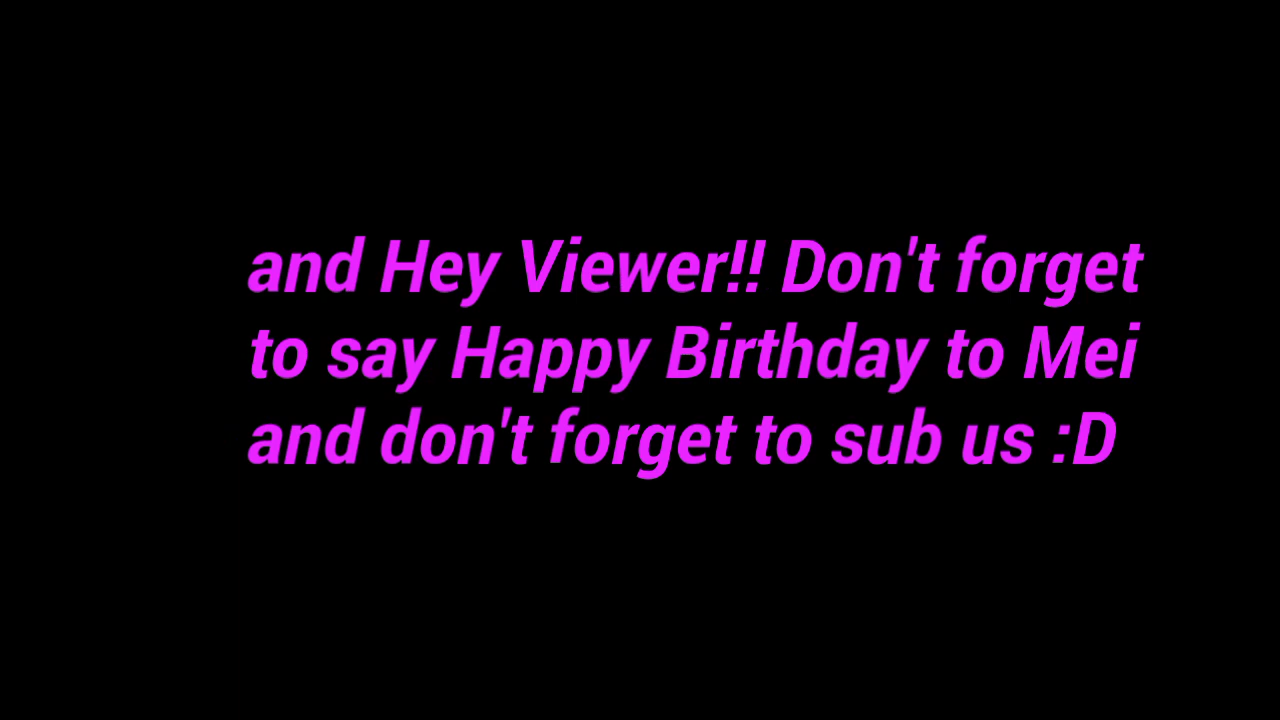 and Hey Viewer!! Don't forget
to say Happy Birthday to Mei
and don't forget to sub us :D